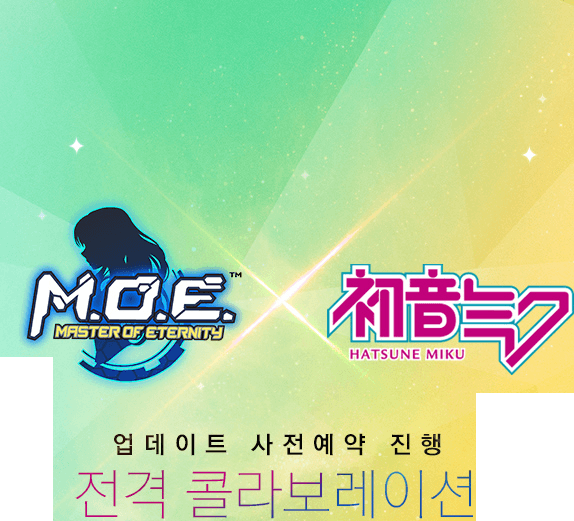 M.O.E.™
MASTER OF ETERNITY
初音ミク
HATSUNE MIKU
업데이트 사전예약 진행
전격 콜라보레이션